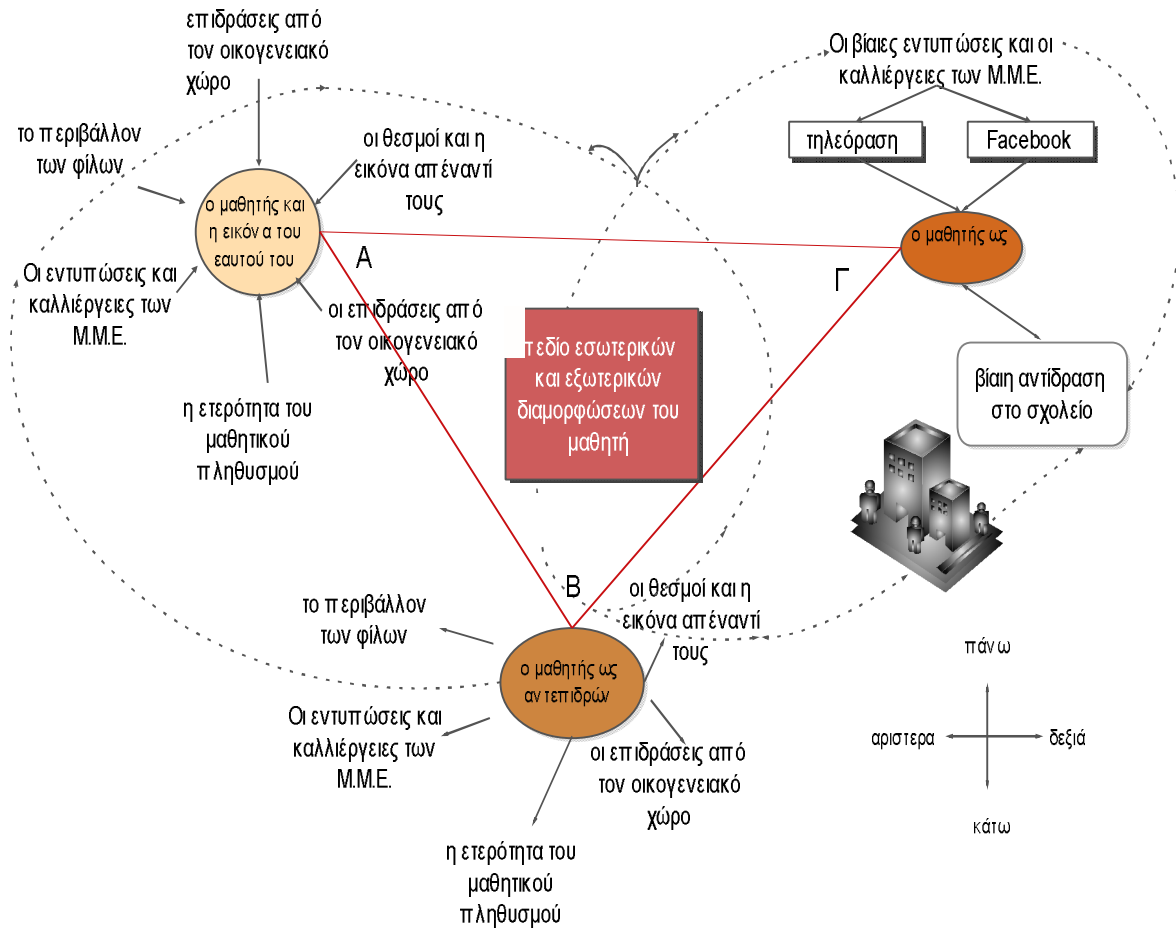 επιδράσεις από
τον οικογενειακό
χώρο
το περιβάλλον
των φίλων
οι θεσμοί και η
εικόνα απέναντί
τους
ο μαθητής και
η εικόνα του
εαυτού του
Οι εντυπώσεις και
καλλιέργειες των
Μ.Μ.Ε.
οι επιδράσεις από
τον οικογενειακό
χώρο
η ετερότητα του
μαθητικού
πληθυσμού
Α
Οι βίαιες εντυπώσεις και οι
καλλιέργειες των Μ.Μ.Ε.
τηλεόραση
Facebook
ο μαθητής ως
Γ
πεδίο εσωτερικών
και εξωτερικών
διαμορφώσεων του
μαθητή
βίαιη αντίδραση
στο σχολείο
Β
οι θεσμοί και η
εικόνα απέναντί
τους
το περιβάλλον
των φίλων
ο μαθητής ως
αντεπιδρών
Οι εντυπώσεις και
καλλιέργειες των
Μ.Μ.Ε.
οι επιδράσεις από
τον οικογενειακό
χώρο
η ετερότητα του
μαθητικού
πληθυσμού
πάνω
αριστερα
δεξιά
κάτω